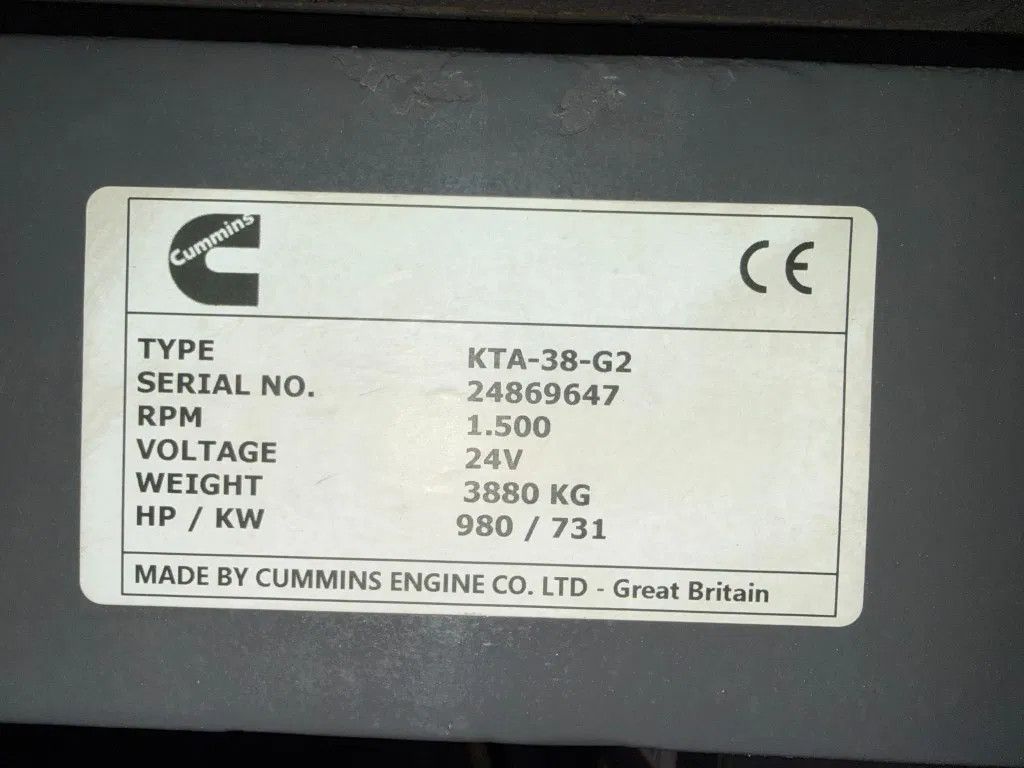 Cummins
CE
TYPE KTA-38-G2
SERIAL NO. 24869647
RPM 1.500
VOLTAGE 24V
WEIGHT 3880 KG
HP / KW 980 / 731
MADE BY CUMMINS ENGINE CO. LTD - Great Britain